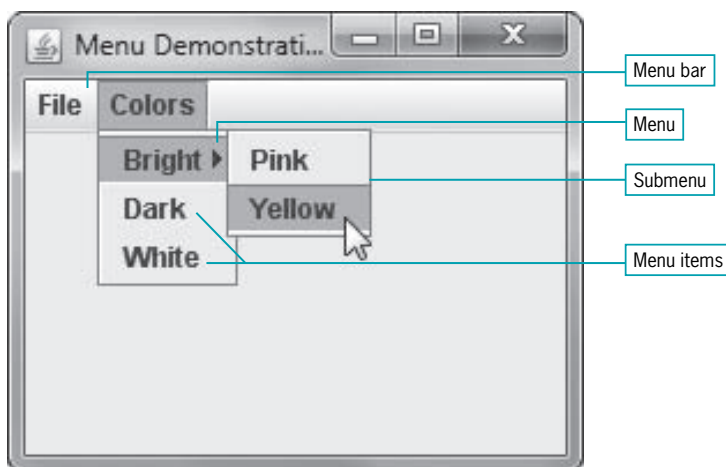 Menu Demonstrati...
File Colors
Bright Pink
Dark Yellow
White
Menu bar
Menu
Submenu
Menu items